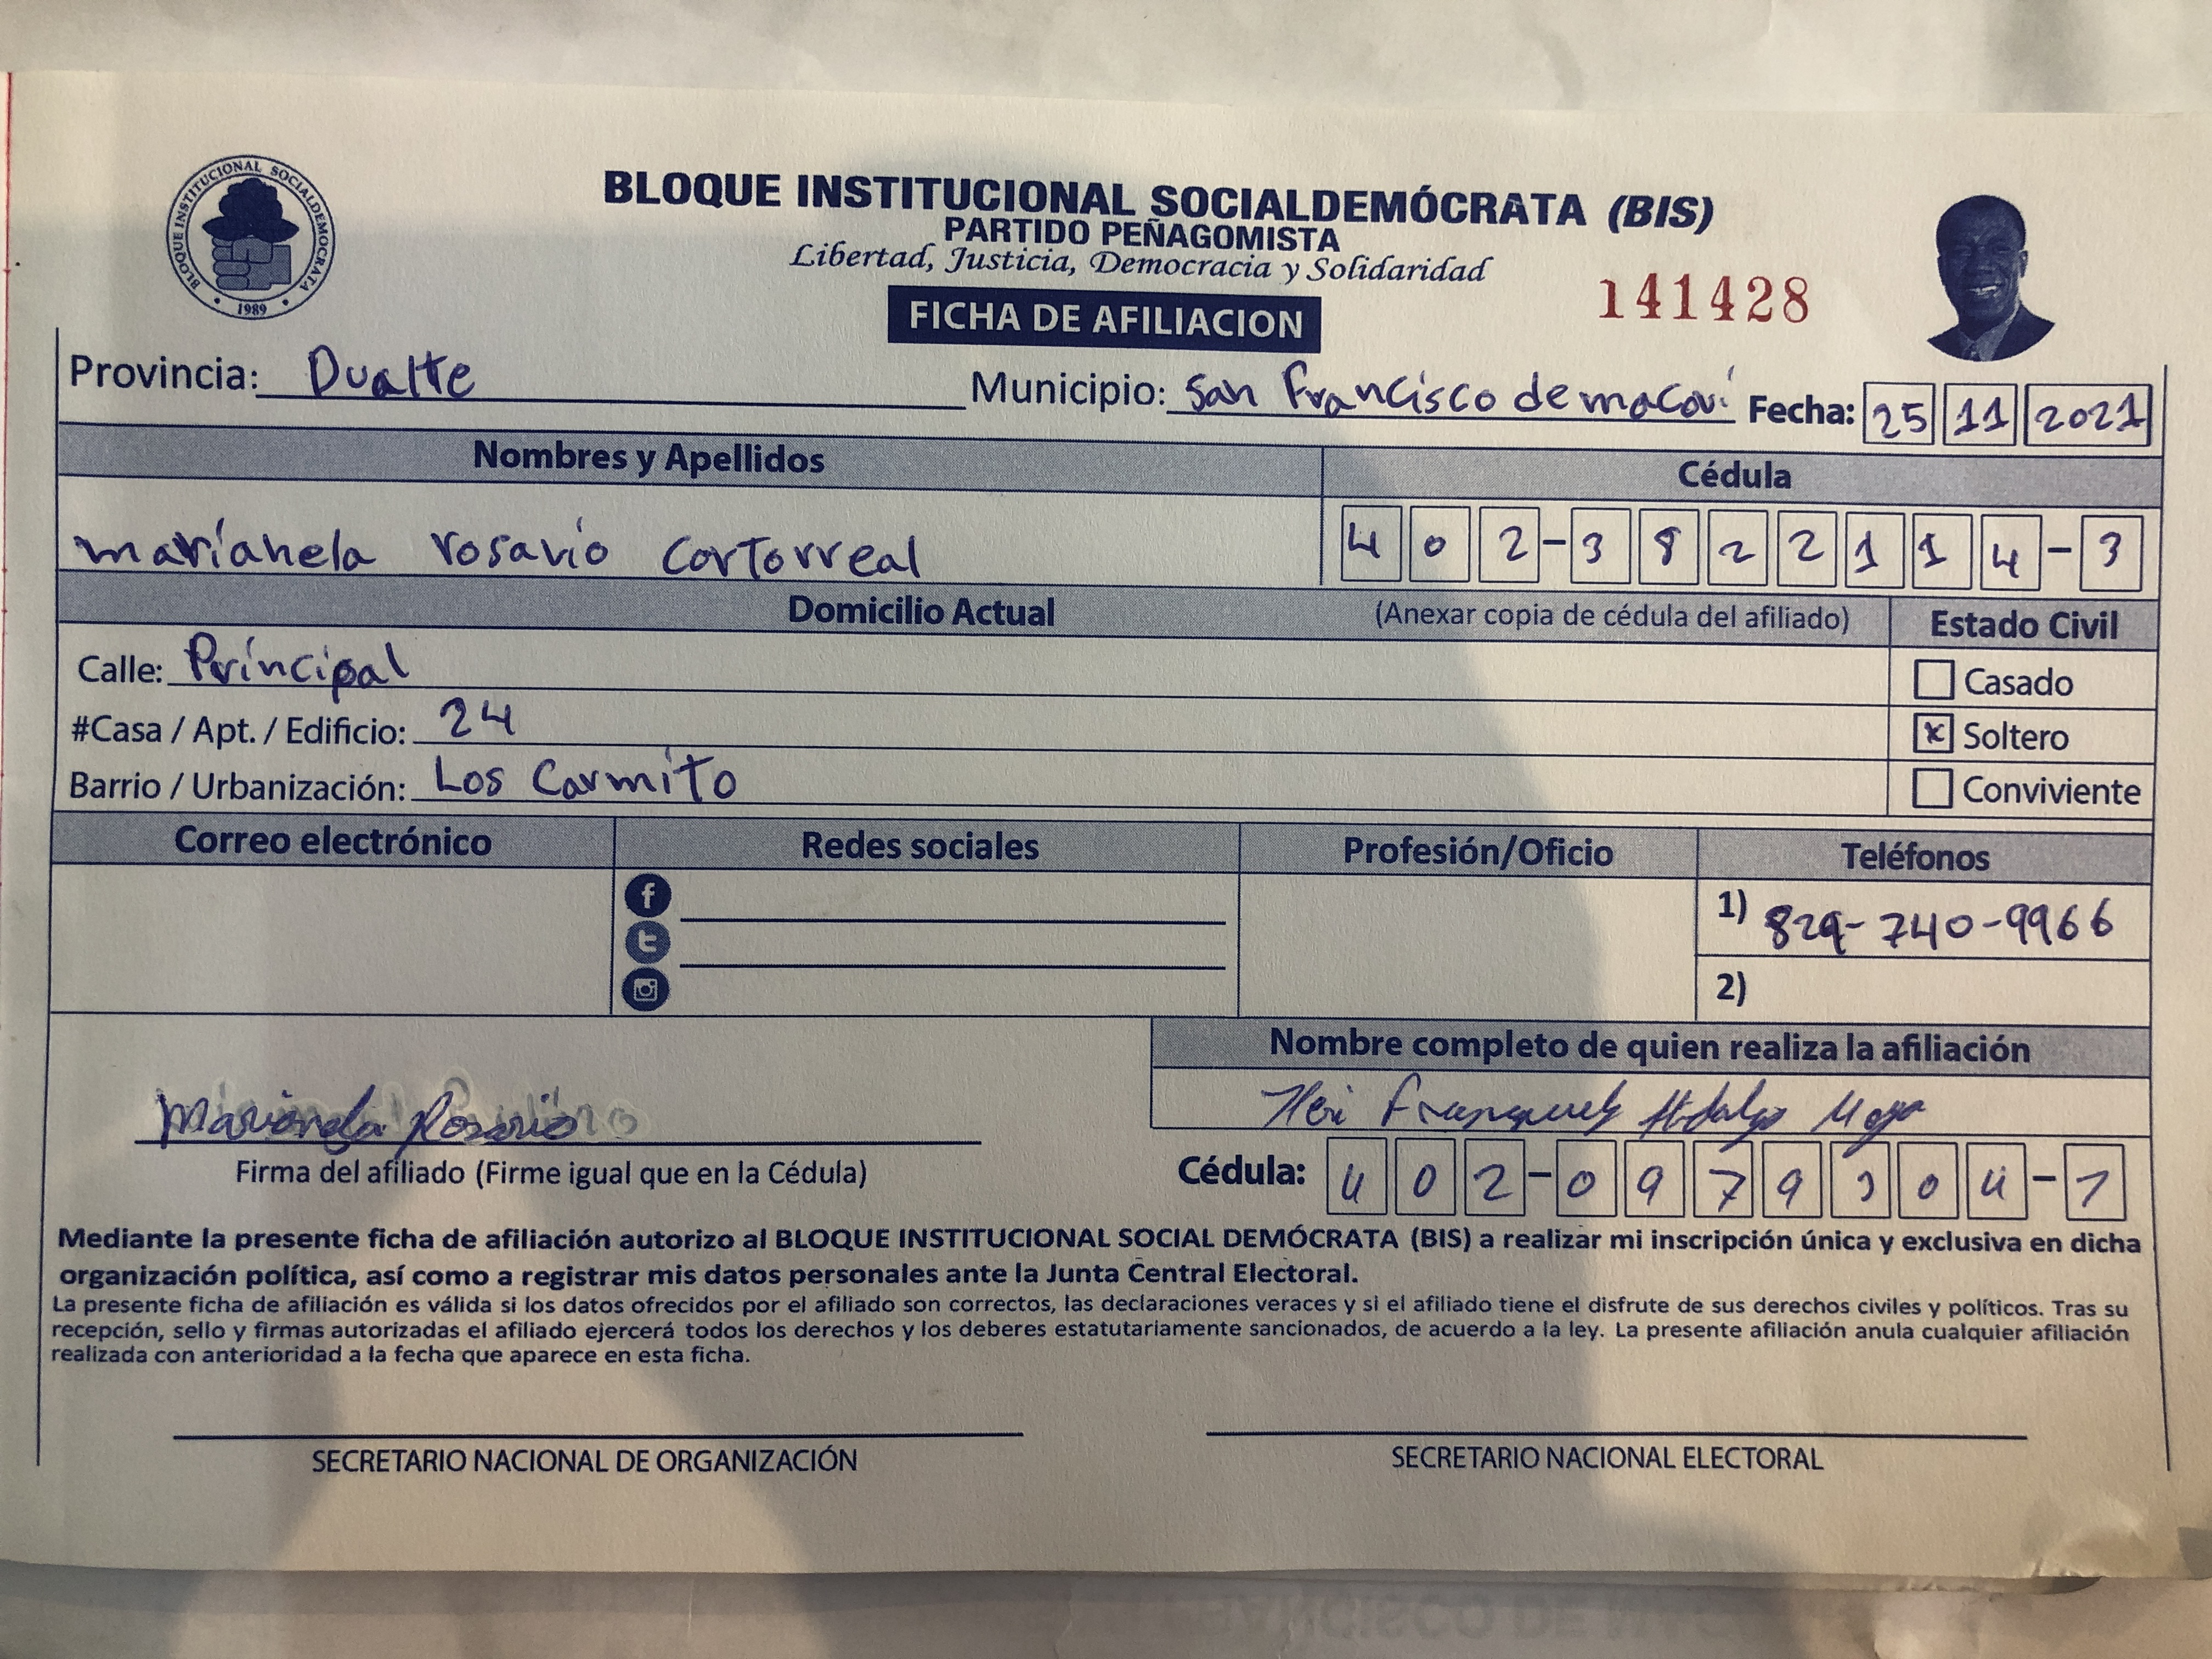 BLOQUE INSTITUCIONAL SOCIALDEMOCRATA
1989
BLOQUE INSTITUCIONAL SOCIALDEMÓCRATA (BIS)
PARTIDO PEÑAGOMISTA
Libertad, Justicia, Democracia y Solidaridad
141428
FICHA DE AFILIACION
Provincia: Dualte Municipio: San Francisco de macori Fecha: 25 11 2021
Nombres y Apellidos Cédula
marianela rosario Cortorreal 402-3822114-3
Domicilio Actual (Anexar copia de cédula del afiliado) Estado Civil
Calle: Principal Casado
#Casa / Apt. / Edificio: 24 x Soltero
Barrio / Urbanización: Los Carmito Conviviente
Correo electrónico Redes sociales Profesión/Oficio Teléfonos
1) 829-740-9966
2)
Nombre completo de quien realiza la afiliación
Marianela Rosario Hidalgo Moya
Firma del afiliado (Firme igual que en la Cédula) Cédula: 402-0979304-1
Mediante la presente ficha de afiliación autorizo al BLOQUE INSTITUCIONAL SOCIAL DEMÓCRATA (BIS) a realizar mi inscripción única y exclusiva en dicha
organización política, así como a registrar mis datos personales ante la Junta Central Electoral.
La presente ficha de afiliación es válida si los datos ofrecidos por el afiliado son correctos, las declaraciones veraces y si el afiliado tiene el disfrute de sus derechos civiles y políticos. Tras su
recepción, sello y firmas autorizadas el afiliado ejercerá todos los derechos y los deberes estatutariamente sancionados, de acuerdo a la ley. La presente afiliación anula cualquier afiliación
realizada con anterioridad a la fecha que aparece en esta ficha.
SECRETARIO NACIONAL DE ORGANIZACIÓN SECRETARIO NACIONAL ELECTORAL